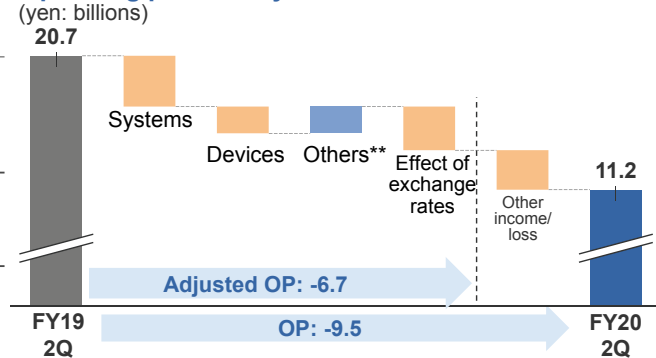 (yen: billions)
20.7
Systems
Devices
Others**
Effect of
exchange
rates
Other
income/
loss
11.2
Adjusted OP: -6.7
FY19
2Q
OP: -9.5
FY20
2Q